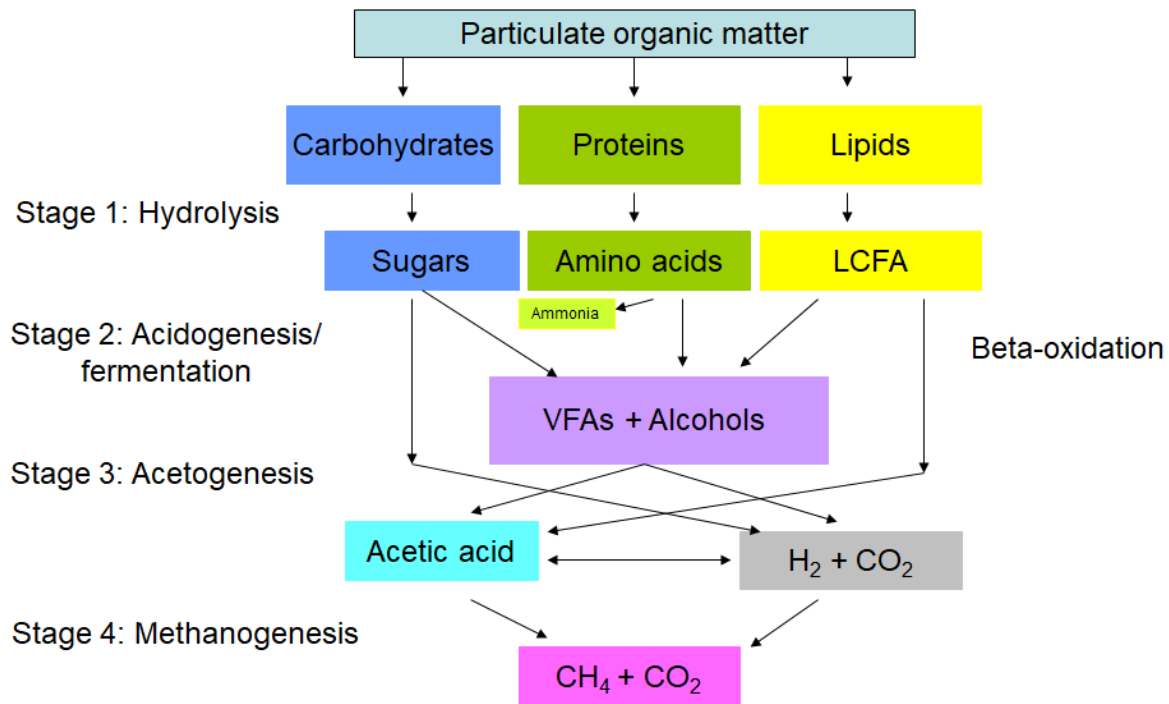 Particulate organic matter
Carbohydrates
Proteins
Lipids
Stage 1: Hydrolysis
Sugars
Amino acids
LCFA
Ammonia
Stage 2: Acidogenesis/
fermentation
Beta-oxidation
VFAs + Alcohols
Stage 3: Acetogenesis
Acetic acid
H₂ + CO₂
Stage 4: Methanogenesis
CH₄ + CO₂